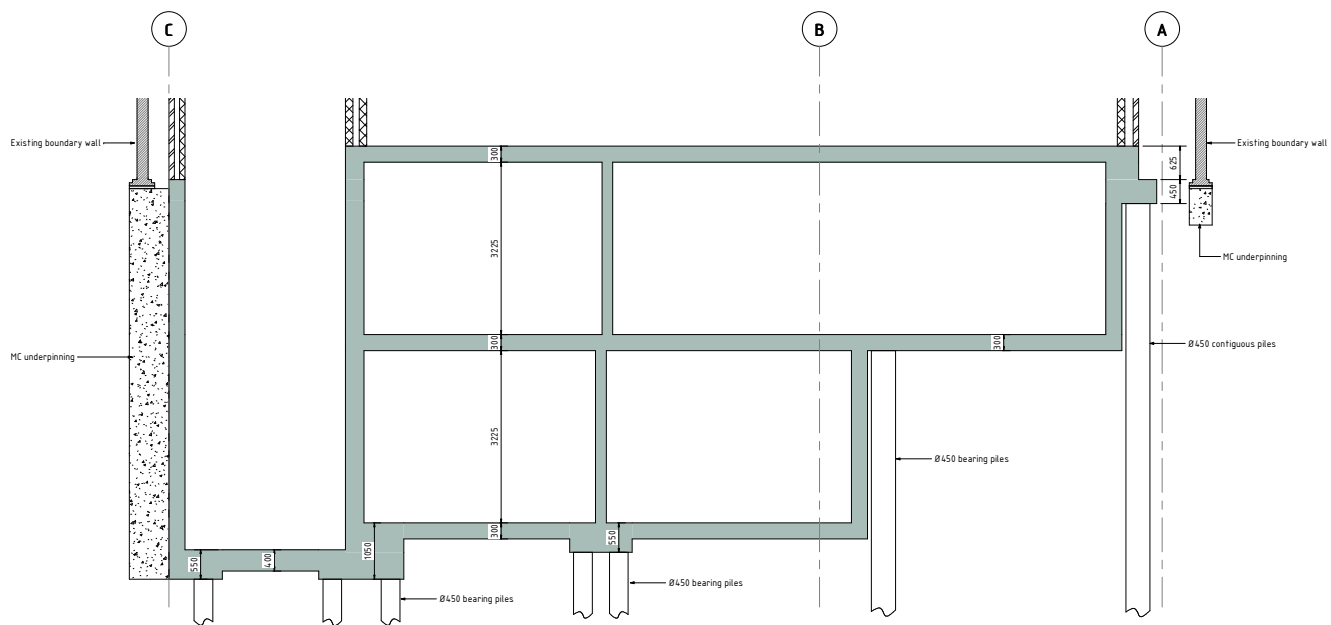 C
B
A
Existing boundary wall
Existing boundary wall
300
625
450
3225
MC underpinning
300
300
MC underpinning
Ø450 contiguous piles
3225
Ø450 bearing piles
300
550
1050
550
400
Ø450 bearing piles
Ø450 bearing piles